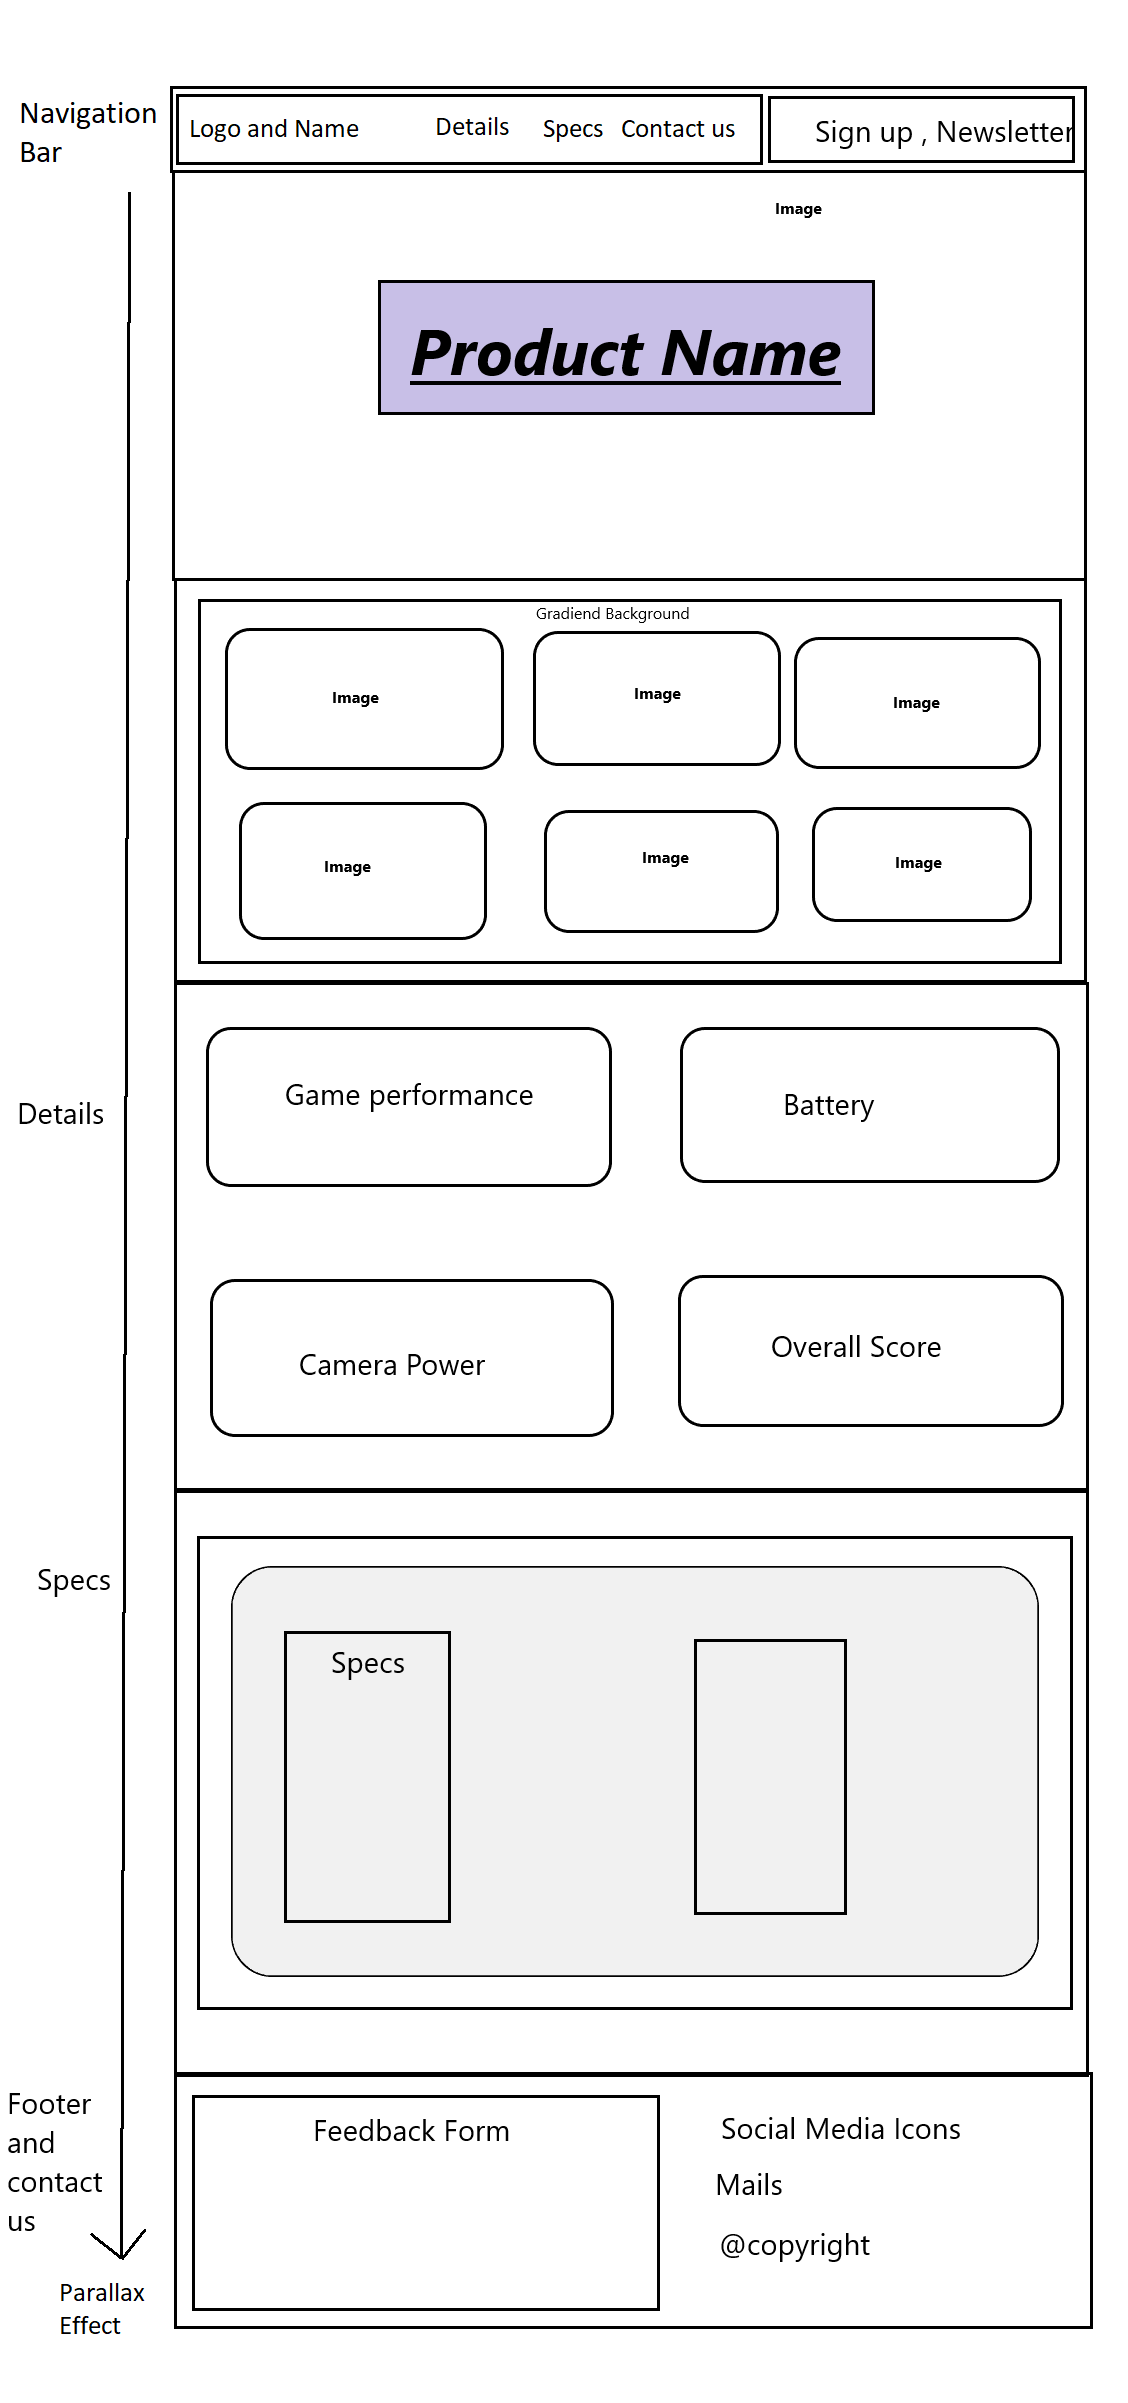 Navigation
Bar
Logo and Name
Details
Specs
Contact us
Sign up , Newsletter
Image
Product Name
Gradiend Background
Image
Image
Image
Image
Image
Image
Details
Game performance
Battery
Camera Power
Overall Score
Specs
Specs
Footer
and
contact
us
Feedback Form
Social Media Icons
Mails
@copyright
Parallax
Effect